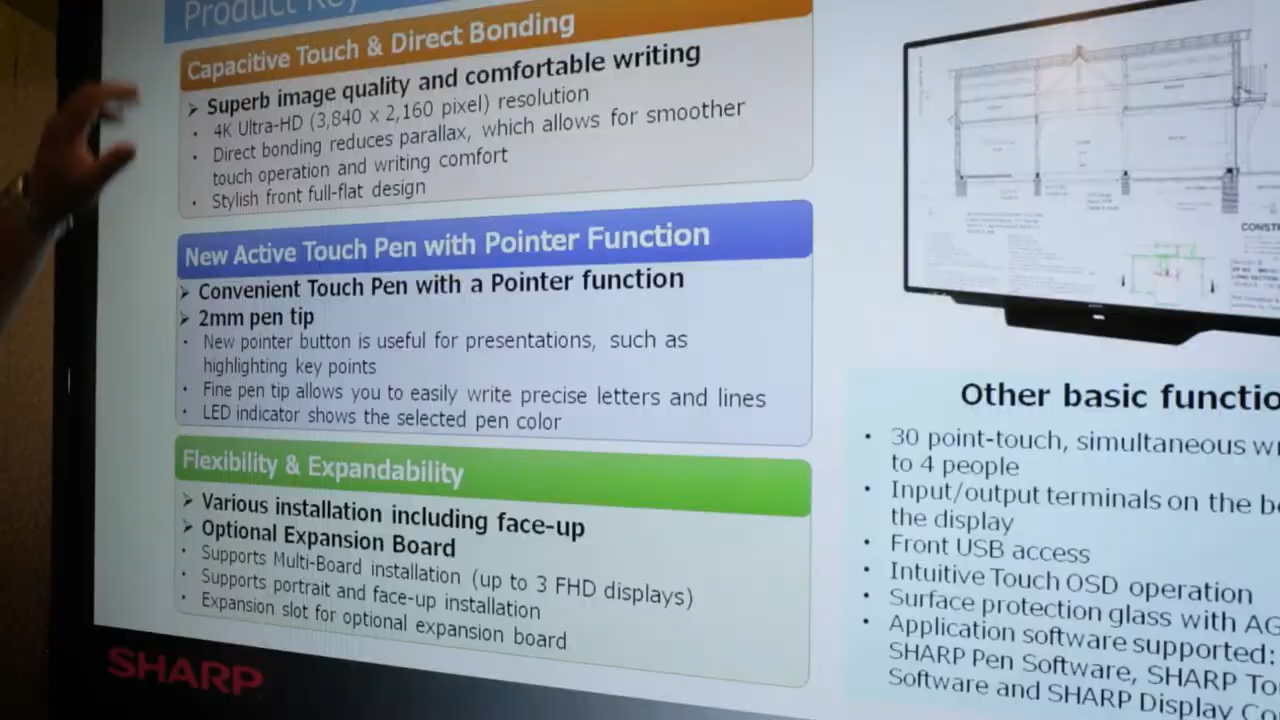 Product Key
Capacitive Touch & Direct Bonding
➢ Superb image quality and comfortable writing
• 4K Ultra-HD (3,840 x 2,160 pixel) resolution
• Direct bonding reduces parallax, which allows for smoother
touch operation and writing comfort
• Stylish front full-flat design
New Active Touch Pen with Pointer Function
➢ Convenient Touch Pen with a Pointer function
➢ 2mm pen tip
• New pointer button is useful for presentations, such as
highlighting key points
• Fine pen tip allows you to easily write precise letters and lines
• LED indicator shows the selected pen color
Flexibility & Expandability
➢ Various installation including face-up
➢ Optional Expansion Board
• Supports Multi-Board installation (up to 3 FHD displays)
• Supports portrait and face-up installation
• Expansion slot for optional expansion board
SHARP
CONST
Other basic functio
• 30 point-touch, simultaneous w
to 4 people
• Input/output terminals on the b
the display
• Front USB access
• Intuitive Touch OSD operation
• Surface protection glass with AG
• Application software supported:
SHARP Pen Software, SHARP To
Software and SHARP Display Co